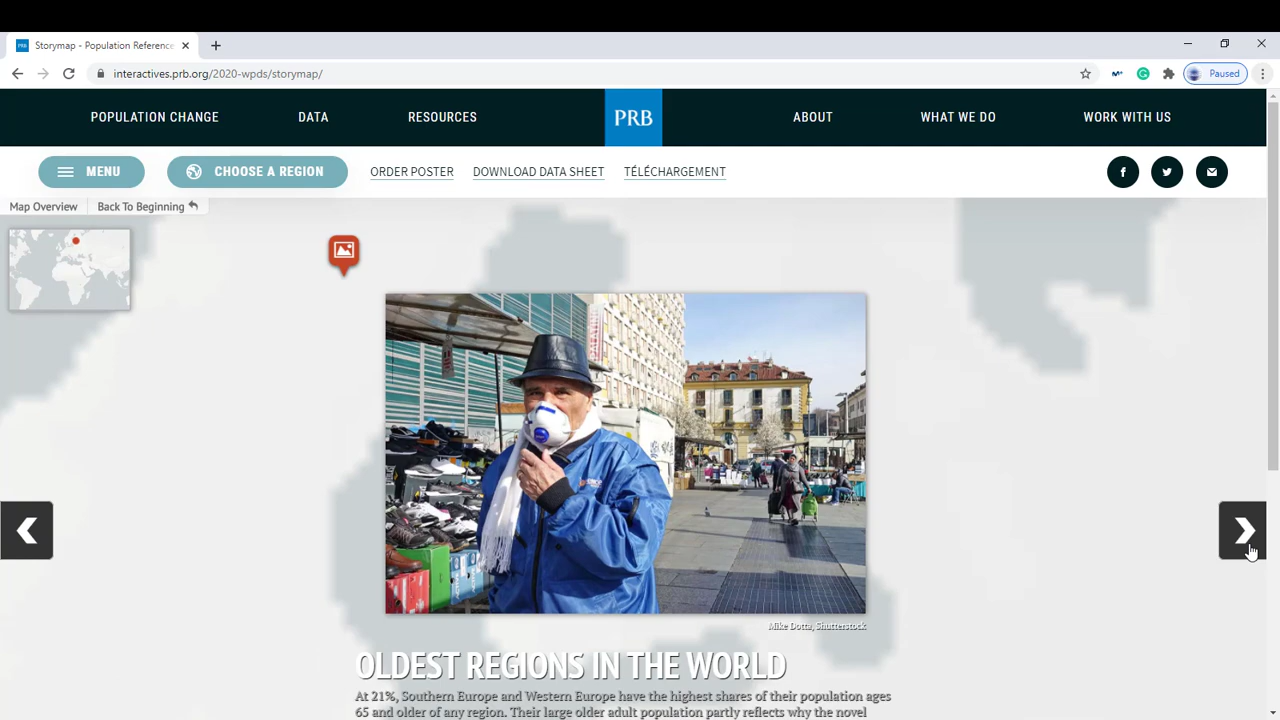 Storymap - Population Reference
interactives.prb.org/2020-wpds/storymap/
Paused
POPULATION CHANGE
DATA
RESOURCES
PRB
ABOUT
WHAT WE DO
WORK WITH US
MENU
CHOOSE A REGION
ORDER POSTER
DOWNLOAD DATA SHEET
TÉLÉCHARGEMENT
Map Overview
Back To Beginning
Mike Dotta, Shutterstock
OLDEST REGIONS IN THE WORLD
At 21%, Southern Europe and Western Europe have the highest shares of their population ages
65 and older of any region. Their large older adult population partly reflects why the novel